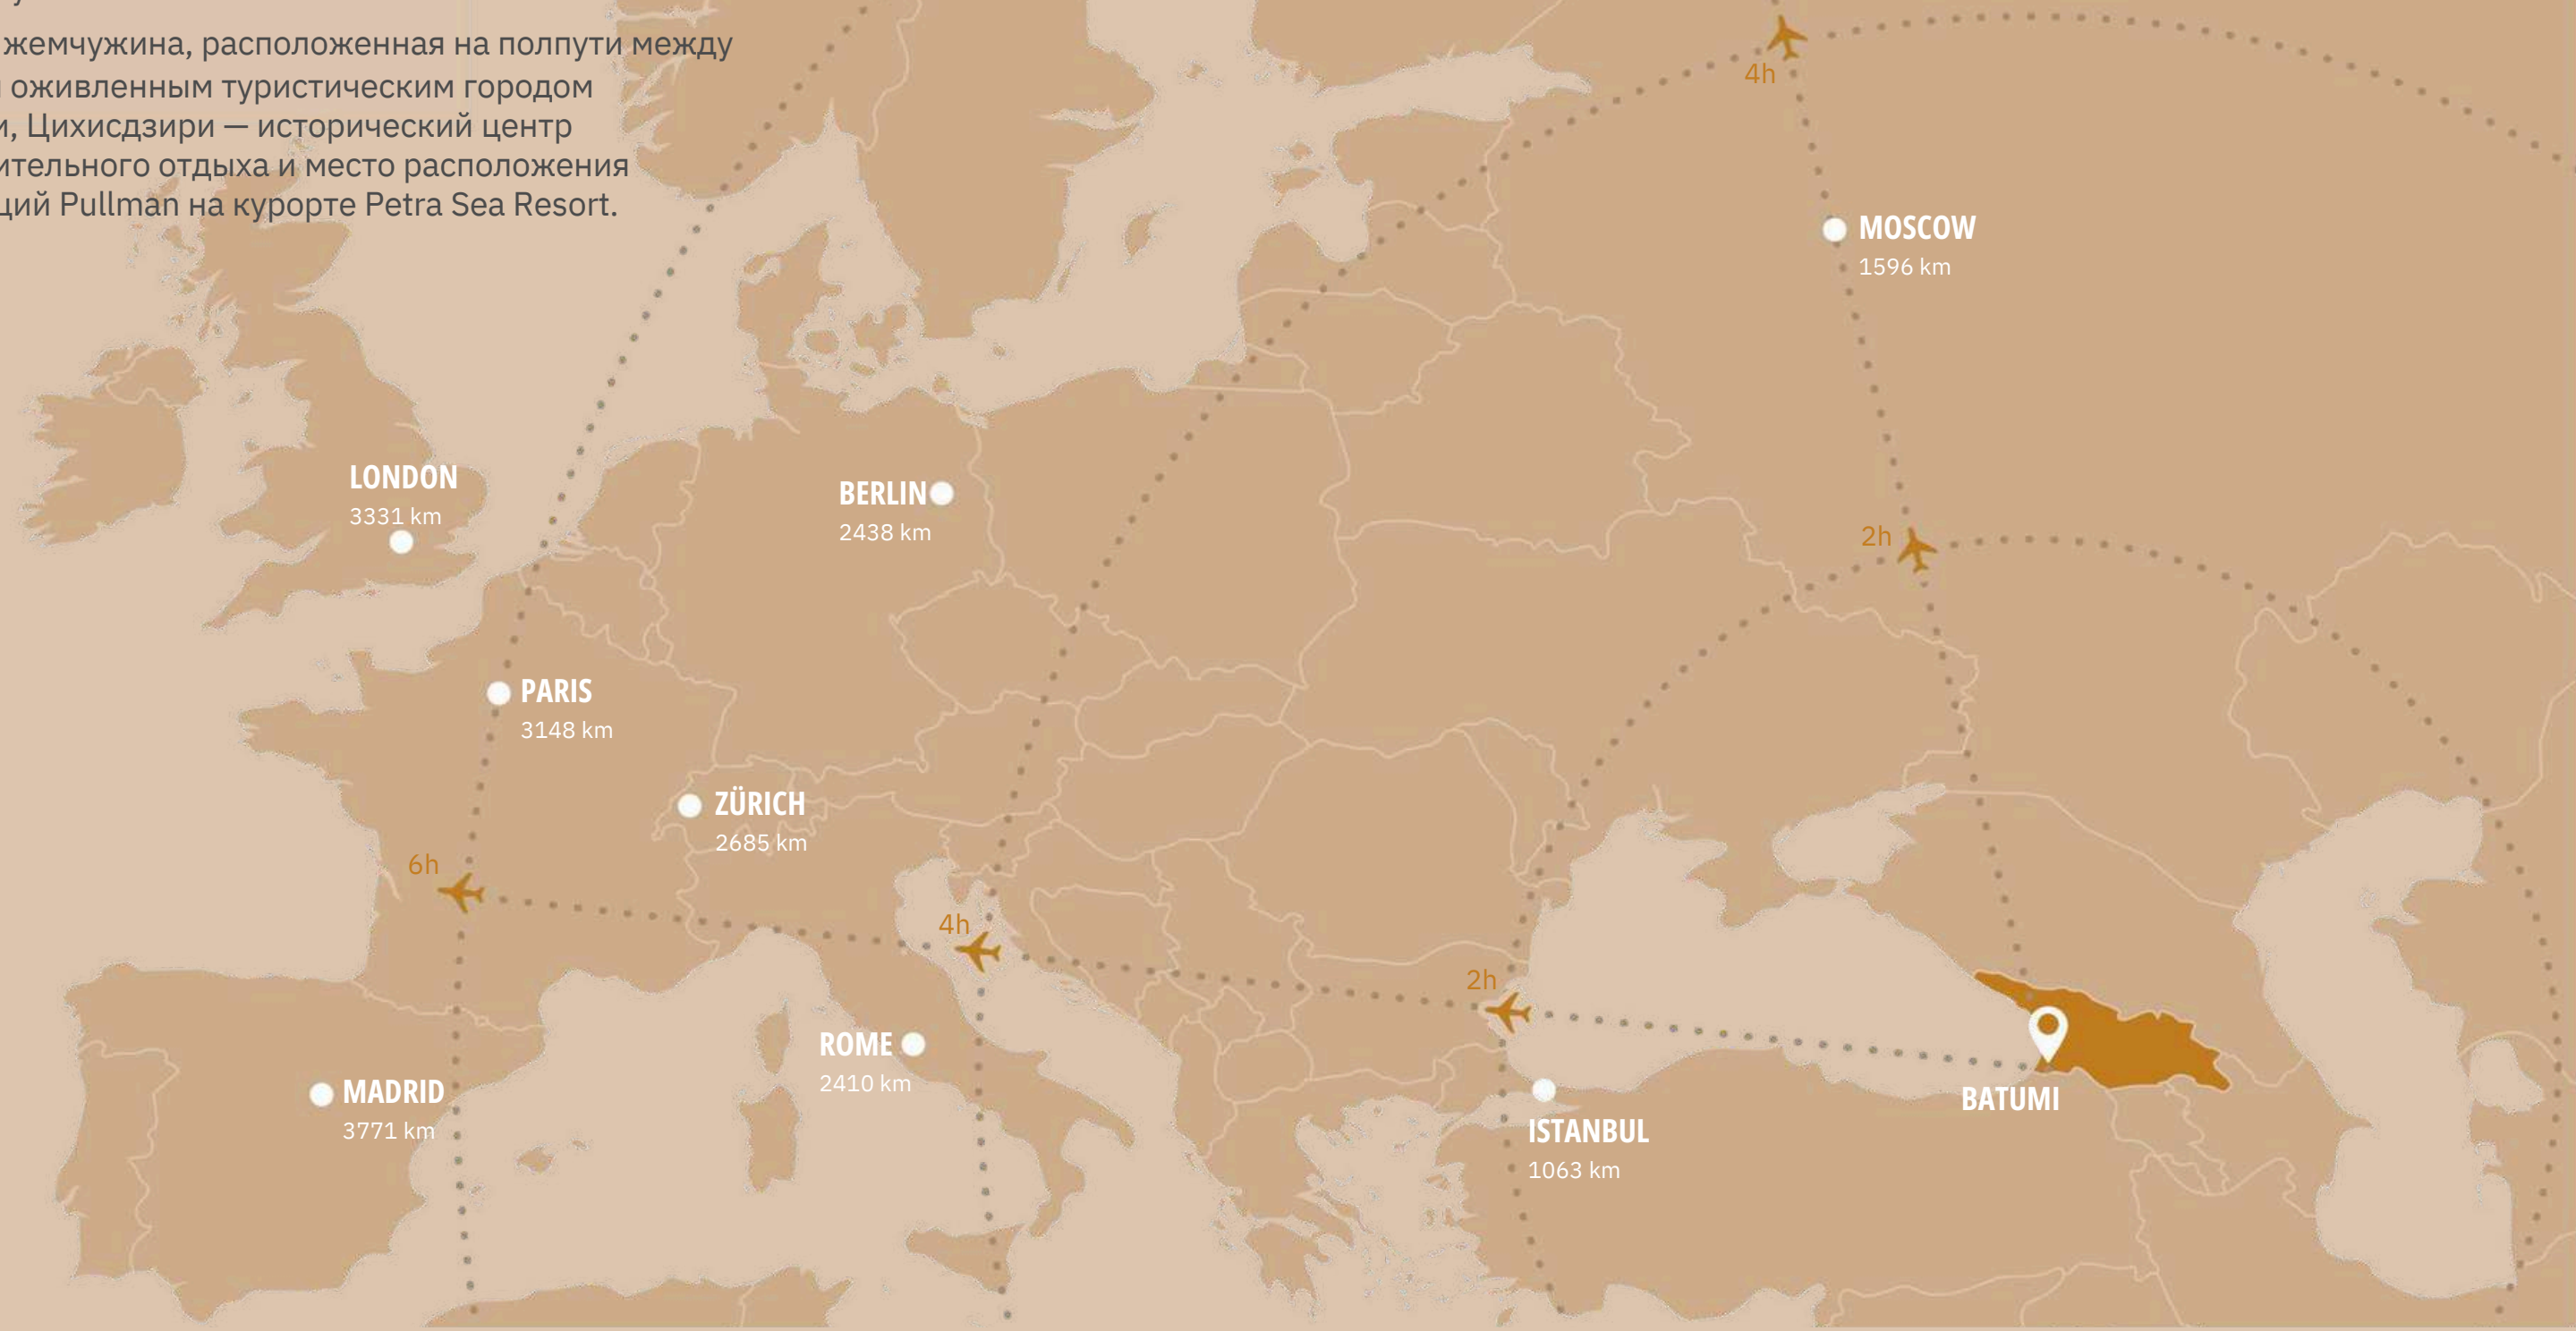 жемчужина, расположенная на полпути между
оживленным туристическим городом
и, Цихисдзири — исторический центр
ительного отдыха и место расположения
ций Pullman на курорте Petra Sea Resort.
4h
MOSCOW
1596 km
LONDON
3331 km
BERLIN
2438 km
2h
PARIS
3148 km
ZÜRICH
2685 km
6h
4h
2h
ROME
2410 km
MADRID
3771 km
BATUMI
ISTANBUL
1063 km